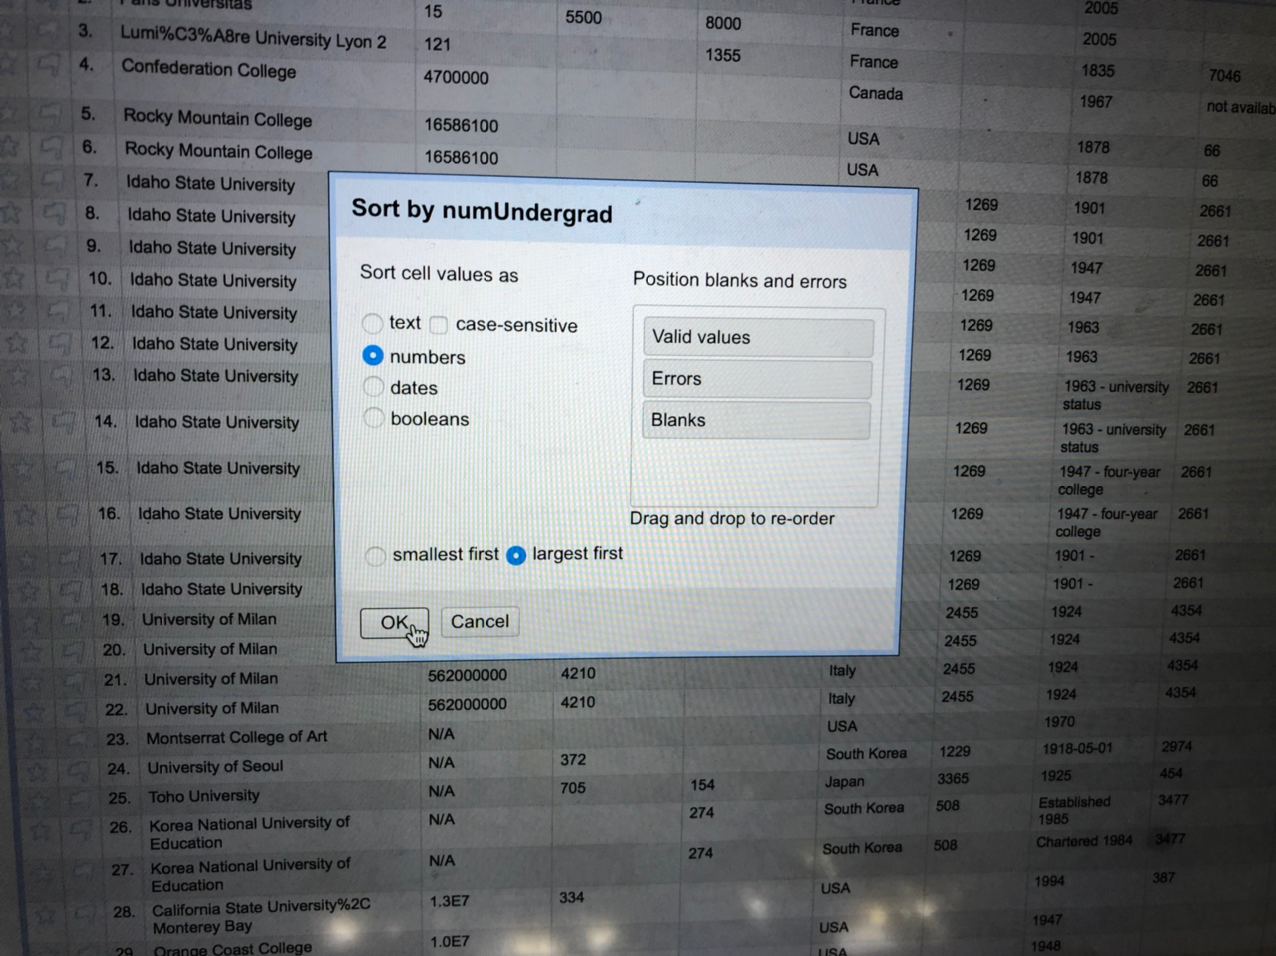 15 5500 8000 France 2005
3. Lumi%C3%A8re University Lyon 2 121 1355 France 1835 7046
4. Confederation College 4700000 Canada 1967 not availab
5. Rocky Mountain College 16586100 USA 1878 66
6. Rocky Mountain College 16586100 USA 1878 66
7. Idaho State University 1269 1901 2661
8. Idaho State University 1269 1901 2661
9. Idaho State University 1269 1947 2661
10. Idaho State University 1269 1947 2661
11. Idaho State University 1269 1963 2661
12. Idaho State University 1269 1963 2661
13. Idaho State University 1269 1963 - university 2661
status
14. Idaho State University 1269 1963 - university 2661
status
15. Idaho State University 1269 1947 - four-year 2661
college
16. Idaho State University 1269 1947 - four-year 2661
college
17. Idaho State University 1269 1901 - 2661
18. Idaho State University 1269 1901 - 2661
19. University of Milan 2455 1924 4354
20. University of Milan 2455 1924 4354
21. University of Milan 562000000 4210 Italy 2455 1924 4354
22. University of Milan 562000000 4210 Italy 2455 1924 4354
23. Montserrat College of Art N/A USA 1970
24. University of Seoul N/A 372 South Korea 1229 1918-05-01 2974
25. Toho University N/A 705 154 Japan 3365 1925 454
26. Korea National University of N/A 274 South Korea 508 Established 3477
Education 1985
27. Korea National University of N/A 274 South Korea 508 Chartered 1984 3477
Education
28. California State University%2C 1.3E7 334 USA 1994 387
Monterey Bay
29. Orange Coast College 1.0E7 USA 1947
USA 1948
Sort by numUndergrad
Sort cell values as
text case-sensitive
numbers
dates
booleans
Position blanks and errors
Valid values
Errors
Blanks
Drag and drop to re-order
smallest first largest first
OK Cancel